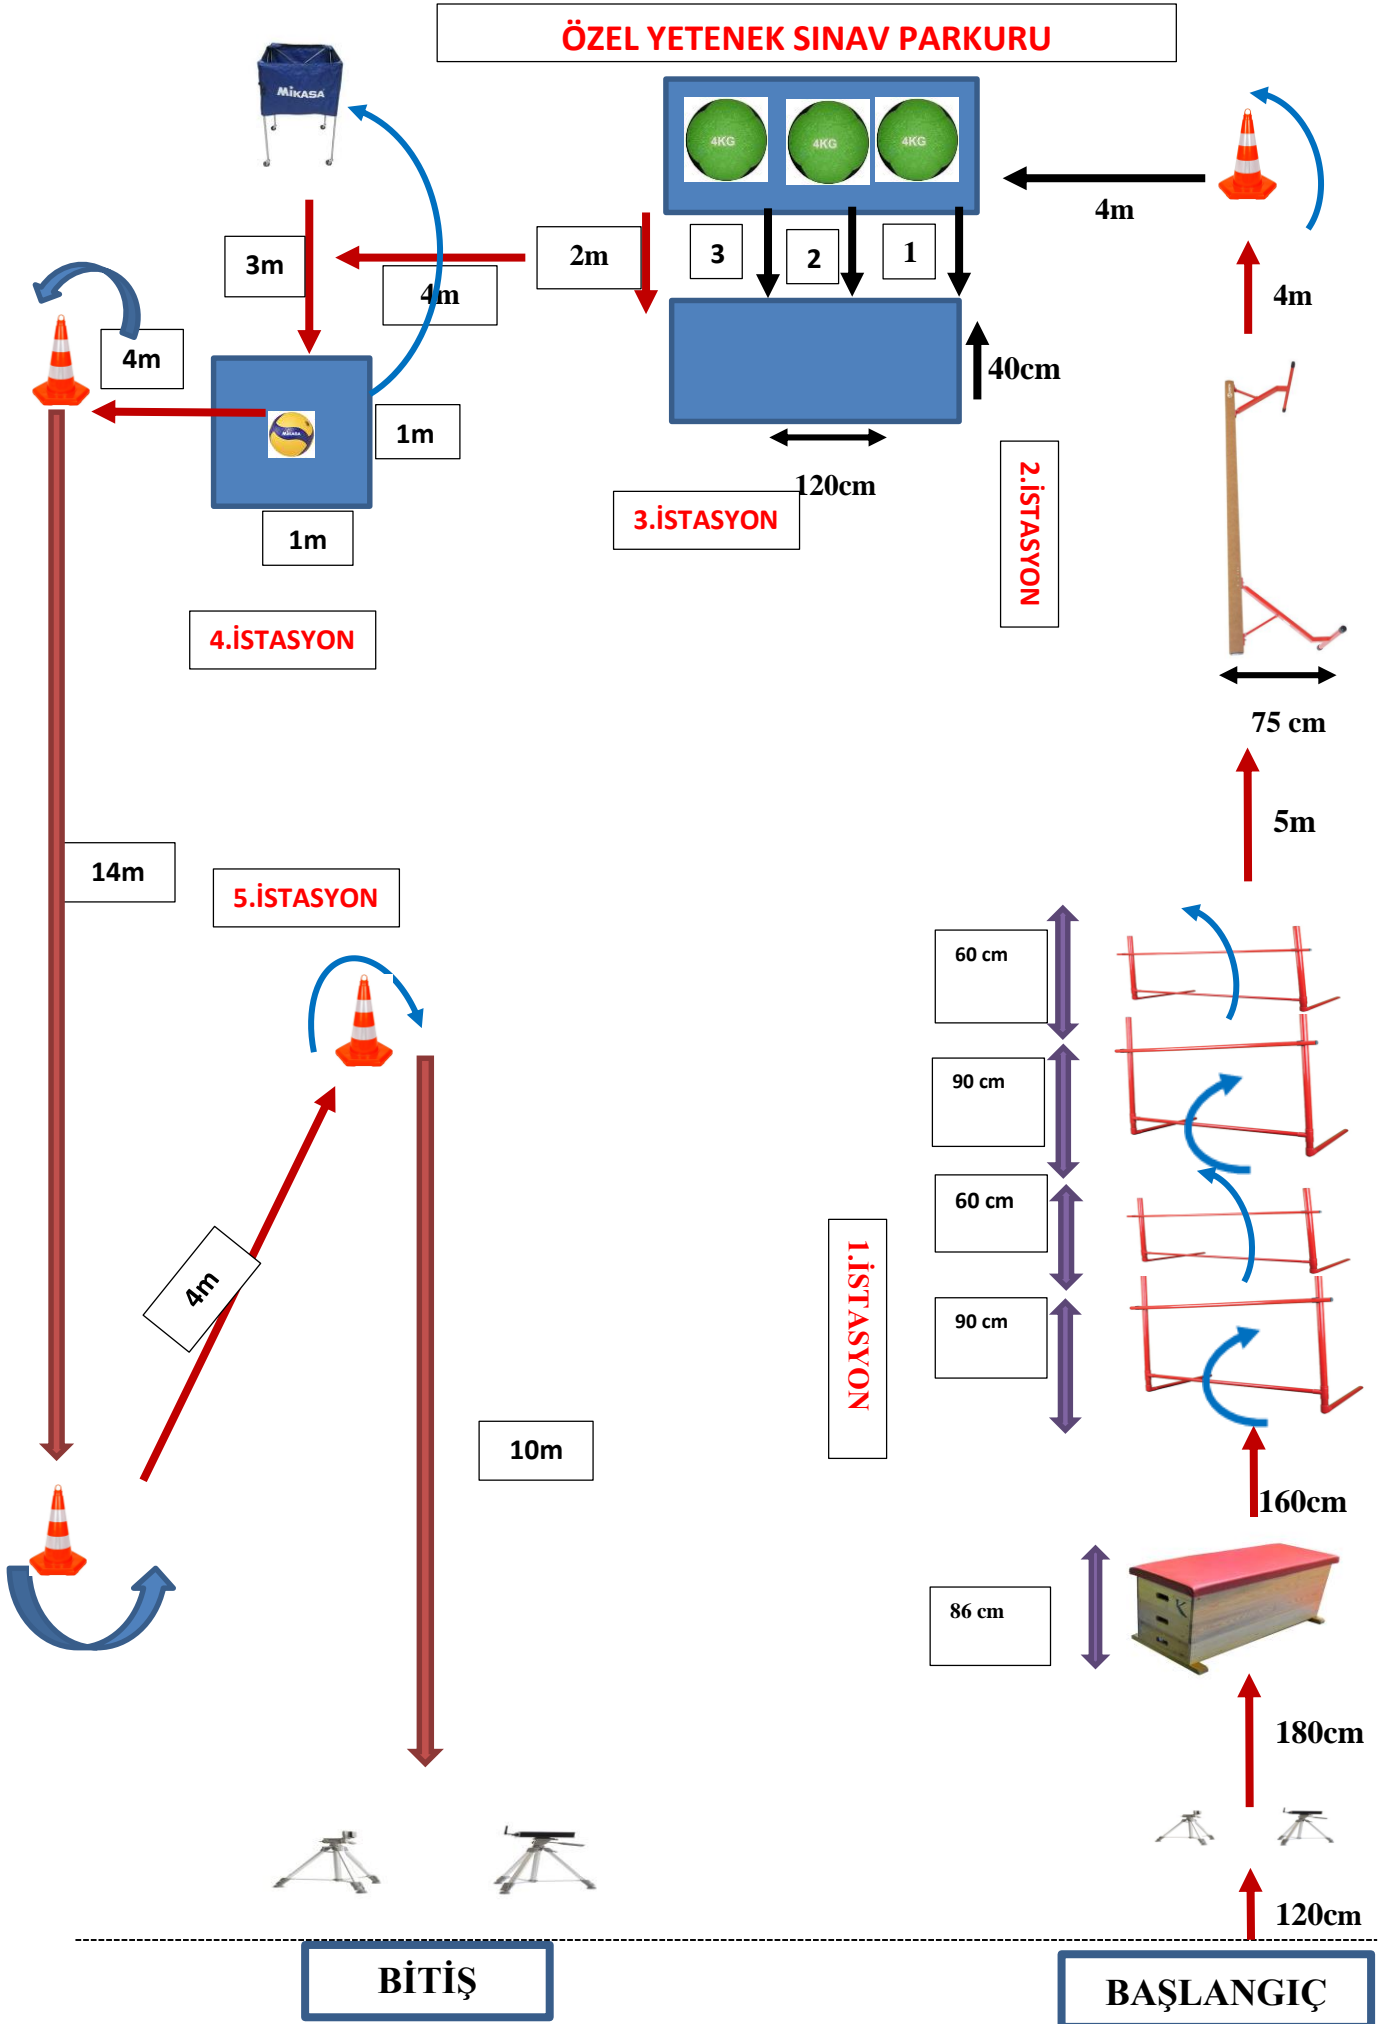 ÖZEL YETENEK SINAV PARKURU
MİKASA
4KG
4KG
4KG
4m
3m
4m
2m
3
2
1
4m
4m
40cm
1m
MIKASA
1m
120cm
3.İSTASYON
2.İSTASYON
4.İSTASYON
75 cm
5m
14m
5.İSTASYON
60 cm
90 cm
60 cm
90 cm
1.İSTASYON
4m
10m
160cm
86 cm
K
180cm
120cm
BİTİŞ
BAŞLANGIÇ